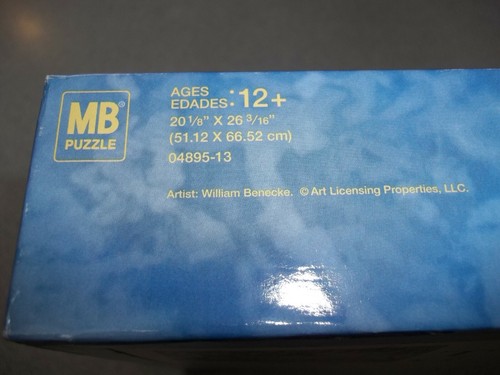 MB®
PUZZLE
AGES
EDADES: 12+
20 1/8" X 26 3/16"
(51.12 X 66.52 cm)
04895-13
Artist: William Benecke. © Art Licensing Properties, LLC.